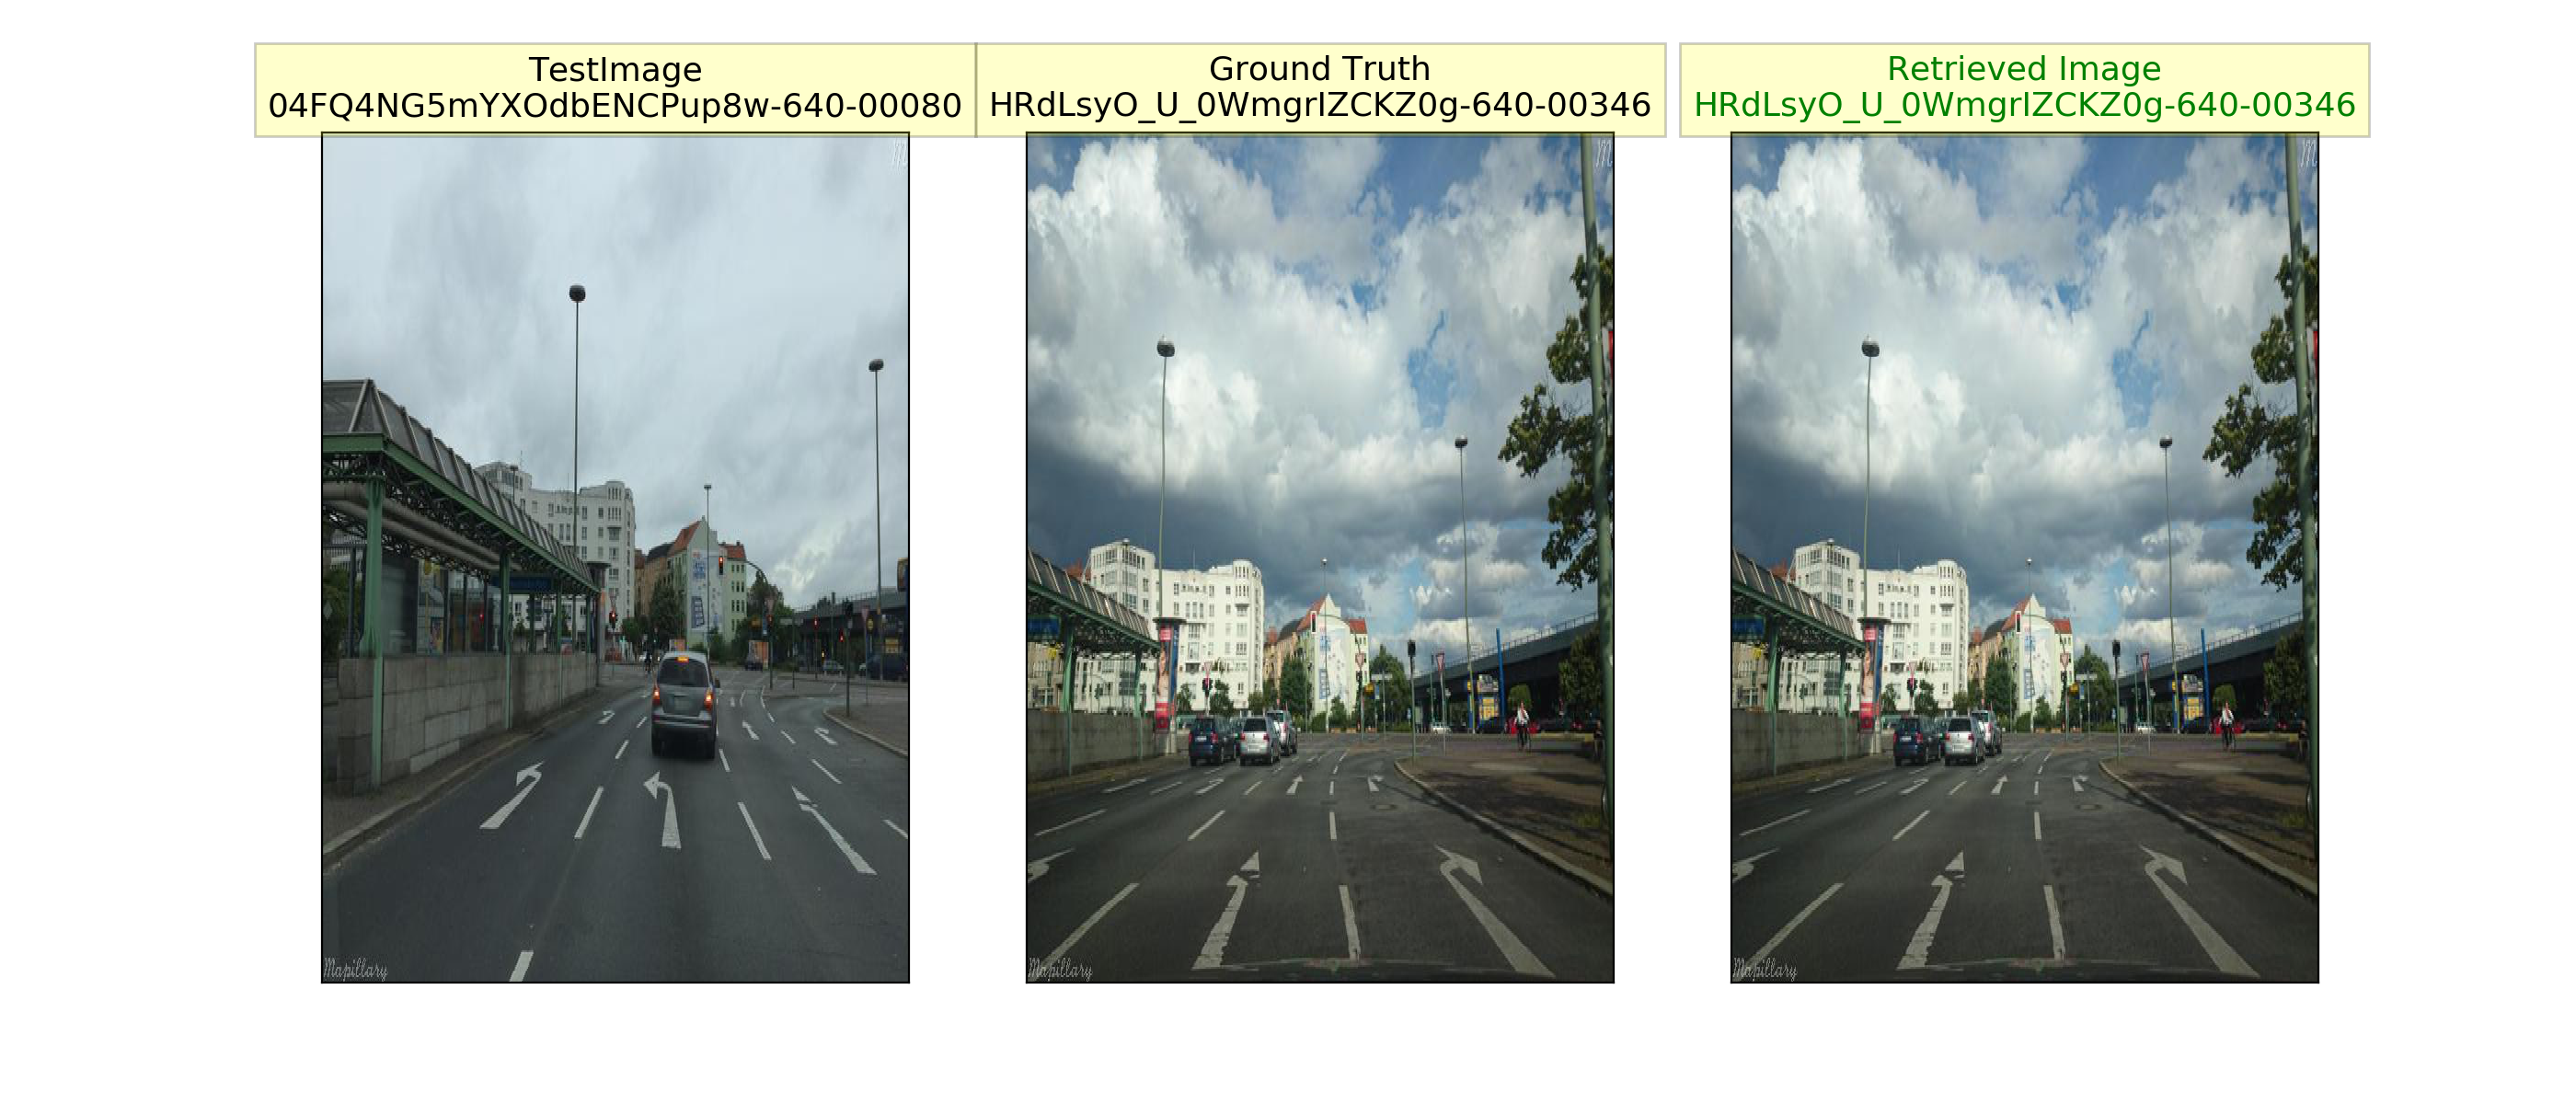 TestImage
04FQ4NG5mYXOdbENCPup8w-640-00080
Ground Truth
HRdLsyO_U_0WmgrIZCKZ0g-640-00346
Retrieved Image
HRdLsyO_U_0WmgrIZCKZ0g-640-00346
M
M
M
Mapillary
Mapillary
Mapillary